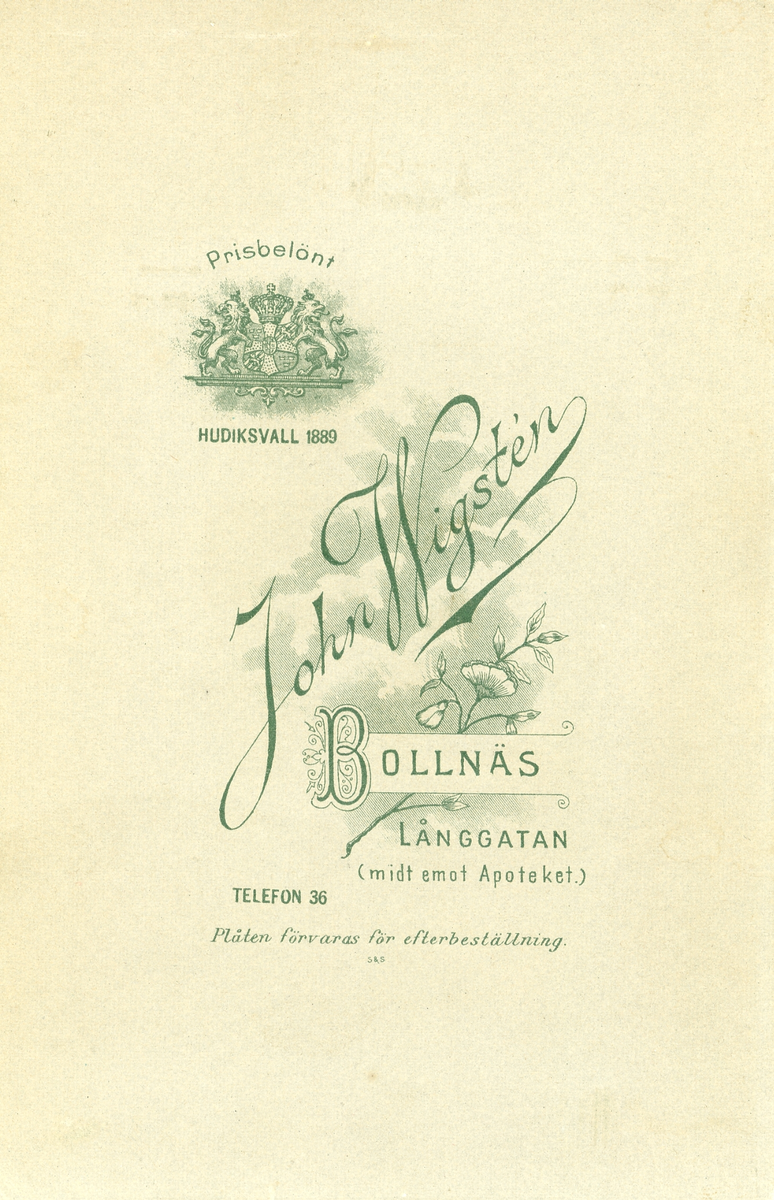 Prisbelönt
HUDIKSVALL 1889
John Wigstén
BOLLNÄS
LÅNGGATAN
(midt emot Apoteket.)
TELEFON 36
Plåten förvaras för efterbeställning.
S&S